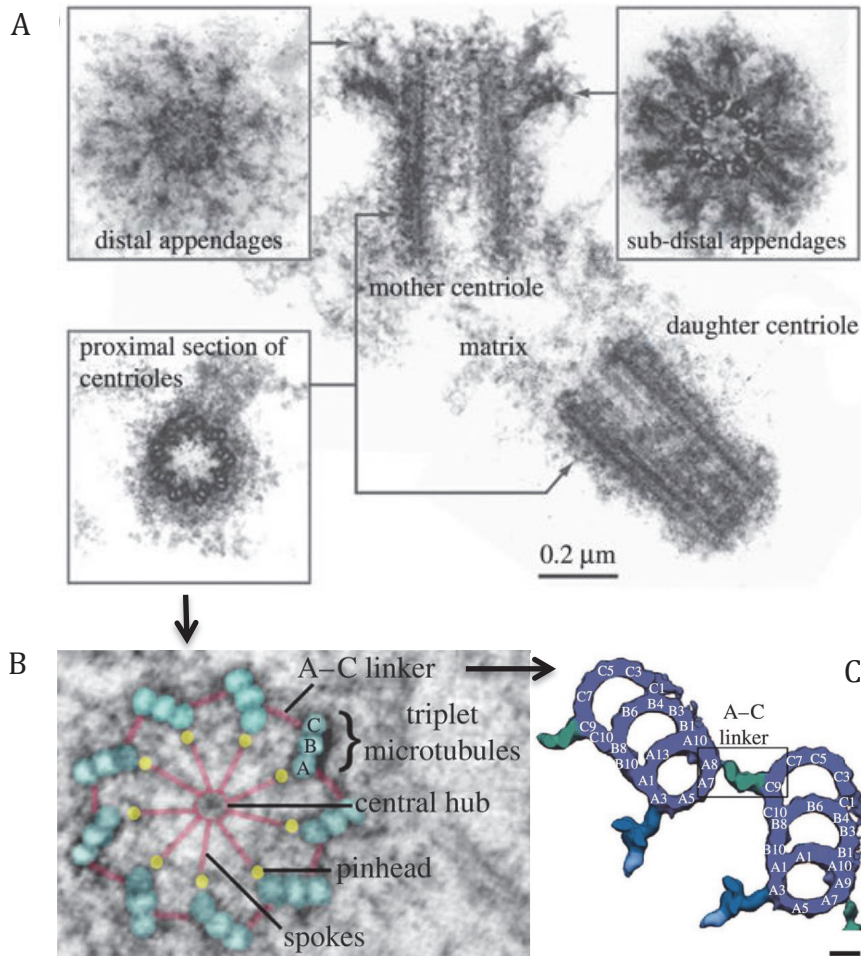 A
distal appendages
sub-distal appendages
mother centriole
daughter centriole
proximal section of
centrioles
matrix
0.2 μm
B
A–C linker
C
B
A
triplet
microtubules
central hub
pinhead
spokes
C
A–C
linker
C5 C3
C7 C1
B4
B6 B3
C9 B1
C10 A10
B8 A13
B10 A8
A1 A7
A3 A5
C7 C5
C9 C3
C10 B6 C1
B8 B4
B3
B10 B1
A1 A1 A10
A3 A9
A5 A7